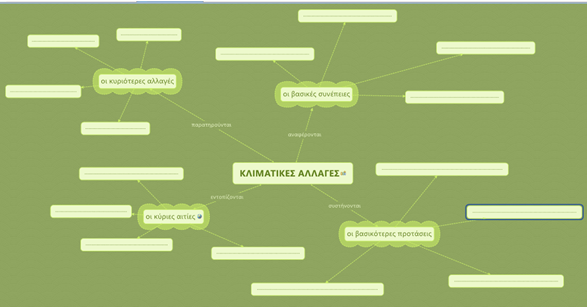 οι κυριότερες αλλαγές
οι βασικές συνέπειες
παρατηρούνται
αναφέρονται
ΚΛΙΜΑΤΙΚΕΣ ΑΛΛΑΓΕΣ
εντοπίζονται
συστήνονται
οι κύριες αιτίες
οι βασικότερες προτάσεις